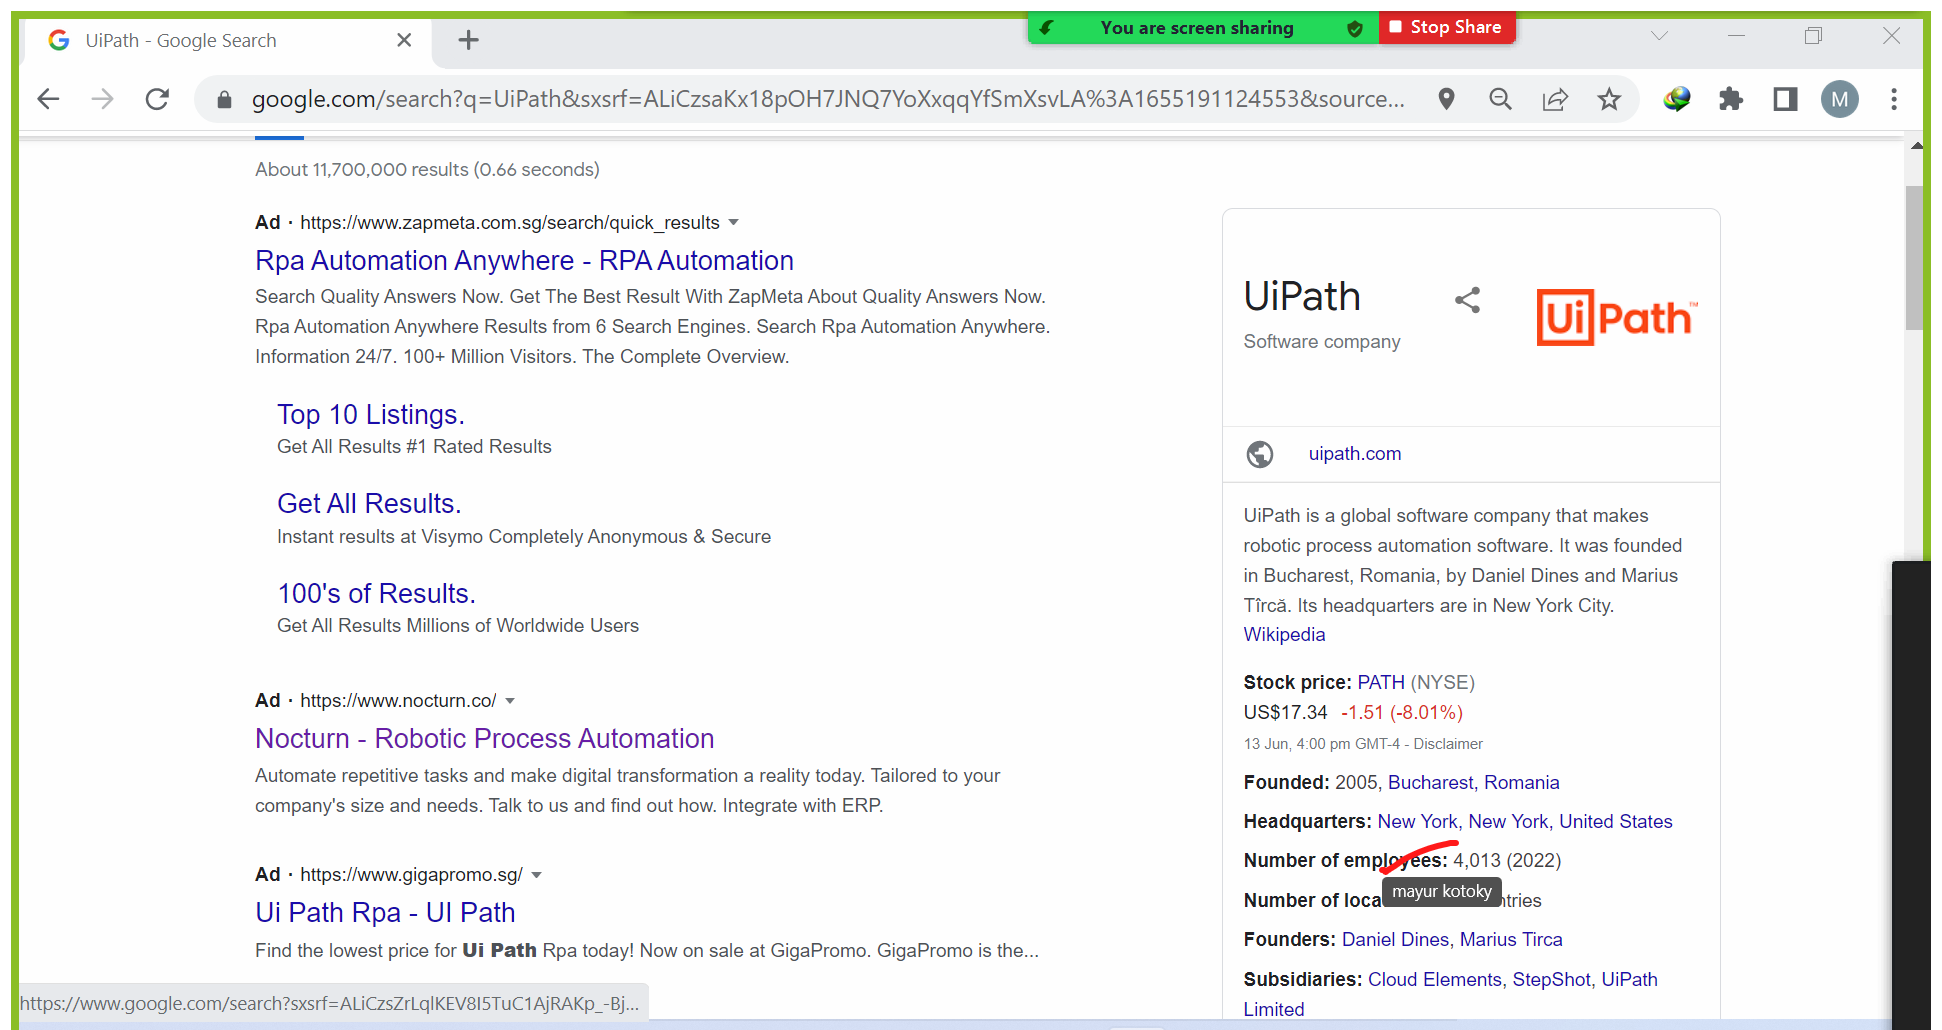 UiPath - Google Search
You are screen sharing
Stop Share
google.com/search?q=UiPath&sxsrf=ALiCzsaKx18pOH7JNQ7YoXxqqYfSmXsvLA%3A1655191124553&source...
M
About 11,700,000 results (0.66 seconds)
Ad · https://www.zapmeta.com.sg/search/quick_results
Rpa Automation Anywhere - RPA Automation
Search Quality Answers Now. Get The Best Result With ZapMeta About Quality Answers Now.
Rpa Automation Anywhere Results from 6 Search Engines. Search Rpa Automation Anywhere.
Information 24/7. 100+ Million Visitors. The Complete Overview.
Top 10 Listings.
Get All Results #1 Rated Results
Get All Results.
Instant results at Visymo Completely Anonymous & Secure
100's of Results.
Get All Results Millions of Worldwide Users
Ad · https://www.nocturn.co/
Nocturn - Robotic Process Automation
Automate repetitive tasks and make digital transformation a reality today. Tailored to your
company's size and needs. Talk to us and find out how. Integrate with ERP.
Ad · https://www.gigapromo.sg/
Ui Path Rpa - UI Path
Find the lowest price for Ui Path Rpa today! Now on sale at GigaPromo. GigaPromo is the...
https://www.google.com/search?sxsrf=ALiCzsZrLqlKEV8I5TuC1AjRAKp_-Bj...
UiPath
Software company
UiPath™
uipath.com
UiPath is a global software company that makes
robotic process automation software. It was founded
in Bucharest, Romania, by Daniel Dines and Marius
Tîrcă. Its headquarters are in New York City.
Wikipedia
Stock price: PATH (NYSE)
US$17.34 -1.51 (-8.01%)
13 Jun, 4:00 pm GMT-4 - Disclaimer
Founded: 2005, Bucharest, Romania
Headquarters: New York, New York, United States
Number of employees: 4,013 (2022)
mayur kotoky
Number of loca ntries
Founders: Daniel Dines, Marius Tirca
Subsidiaries: Cloud Elements, StepShot, UiPath
Limited